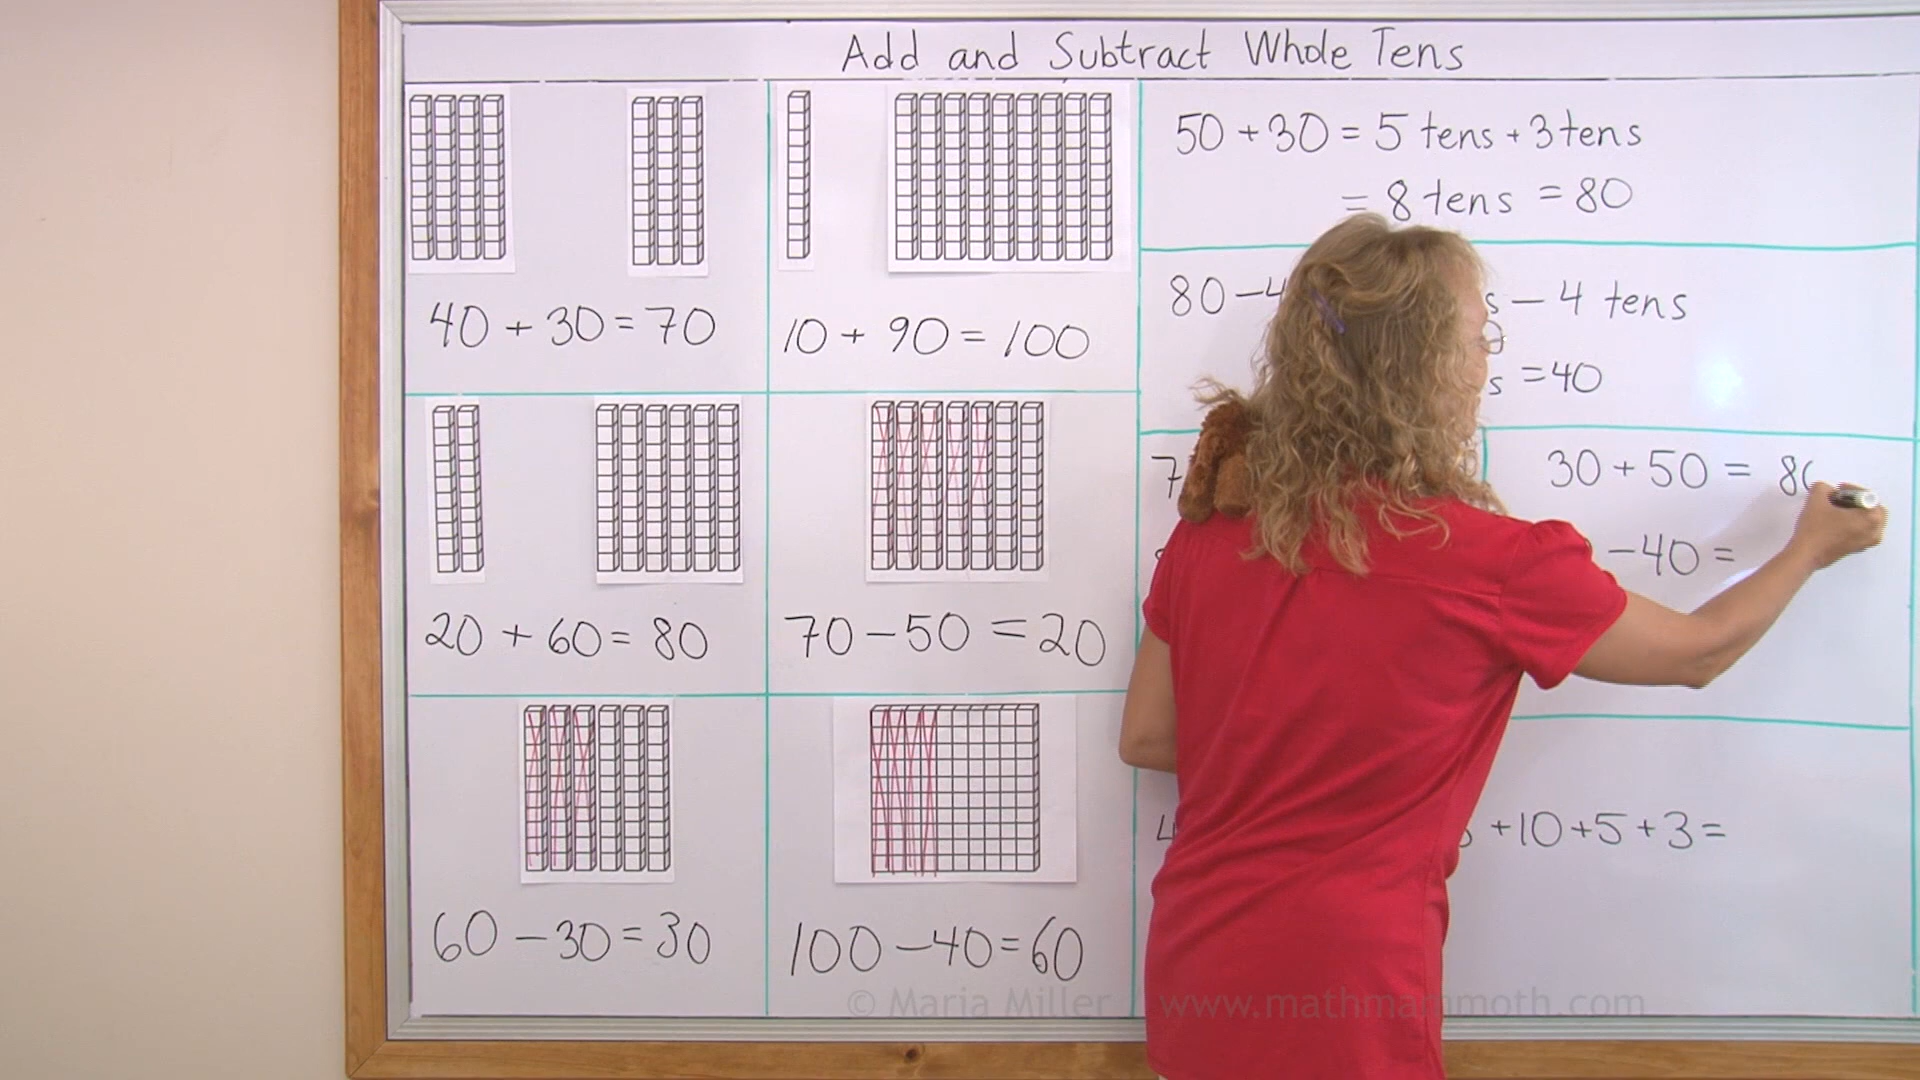 Add and Subtract Whole Tens
40 + 30 = 70
10 + 90 = 100
20 + 60 = 80
70 - 50 = 20
60 - 30 = 30
100 - 40 = 60
50 + 30 = 5 tens + 3 tens
= 8 tens = 80
80 - 4 s - 4 tens
s = 40
7
30 + 50 = 80
- 40 =
4 + 10 + 5 + 3 =
© Maria Miller / www.mathmammoth.com